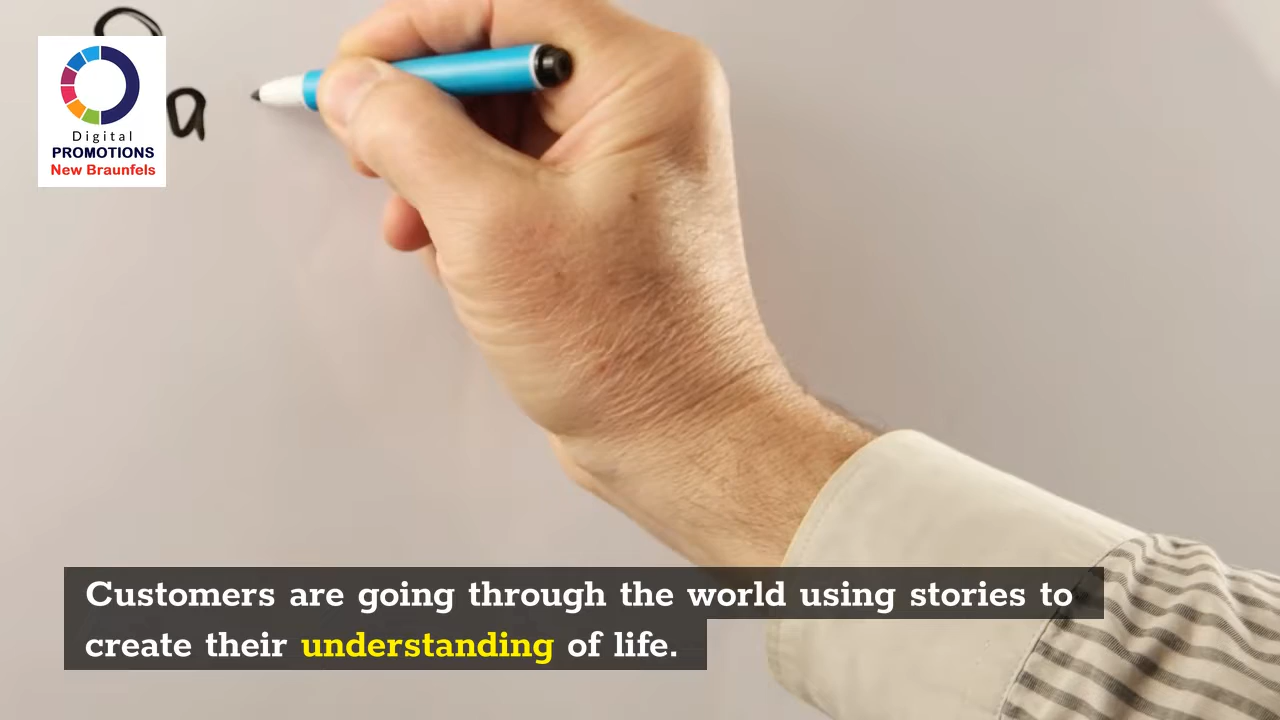 a
Digital
PROMOTIONS
New Braunfels
Customers are going through the world using stories to
create their understanding of life.